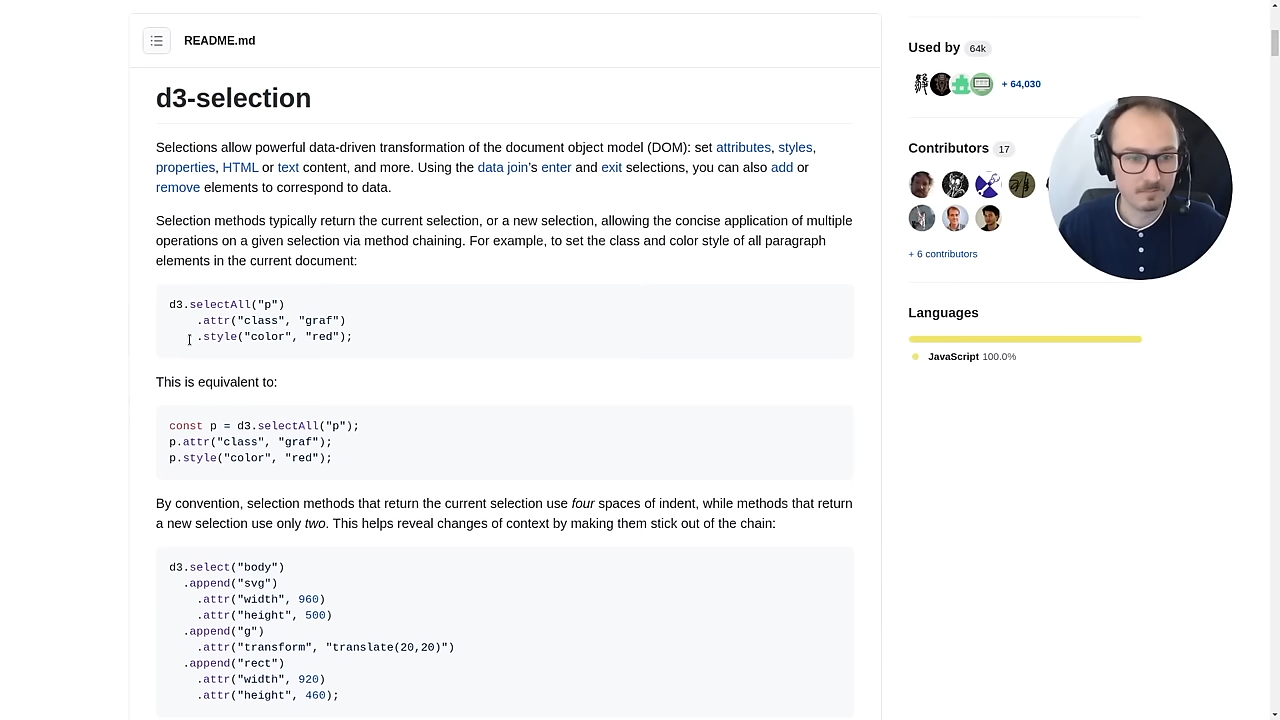 README.md
d3-selection
Selections allow powerful data-driven transformation of the document object model (DOM): set attributes, styles,
properties, HTML or text content, and more. Using the data join's enter and exit selections, you can also add or
remove elements to correspond to data.
Selection methods typically return the current selection, or a new selection, allowing the concise application of multiple
operations on a given selection via method chaining. For example, to set the class and color style of all paragraph
elements in the current document:
d3.selectAll("p")
    .attr("class", "graf")
    .style("color", "red");
This is equivalent to:
const p = d3.selectAll("p");
p.attr("class", "graf");
p.style("color", "red");
By convention, selection methods that return the current selection use four spaces of indent, while methods that return
a new selection use only two. This helps reveal changes of context by making them stick out of the chain:
d3.select("body")
  .append("svg")
    .attr("width", 960)
    .attr("height", 500)
  .append("g")
    .attr("transform", "translate(20,20)")
  .append("rect")
    .attr("width", 920)
    .attr("height", 460);
Used by 64k
+ 64,030
Contributors 17
+ 6 contributors
Languages
JavaScript 100.0%